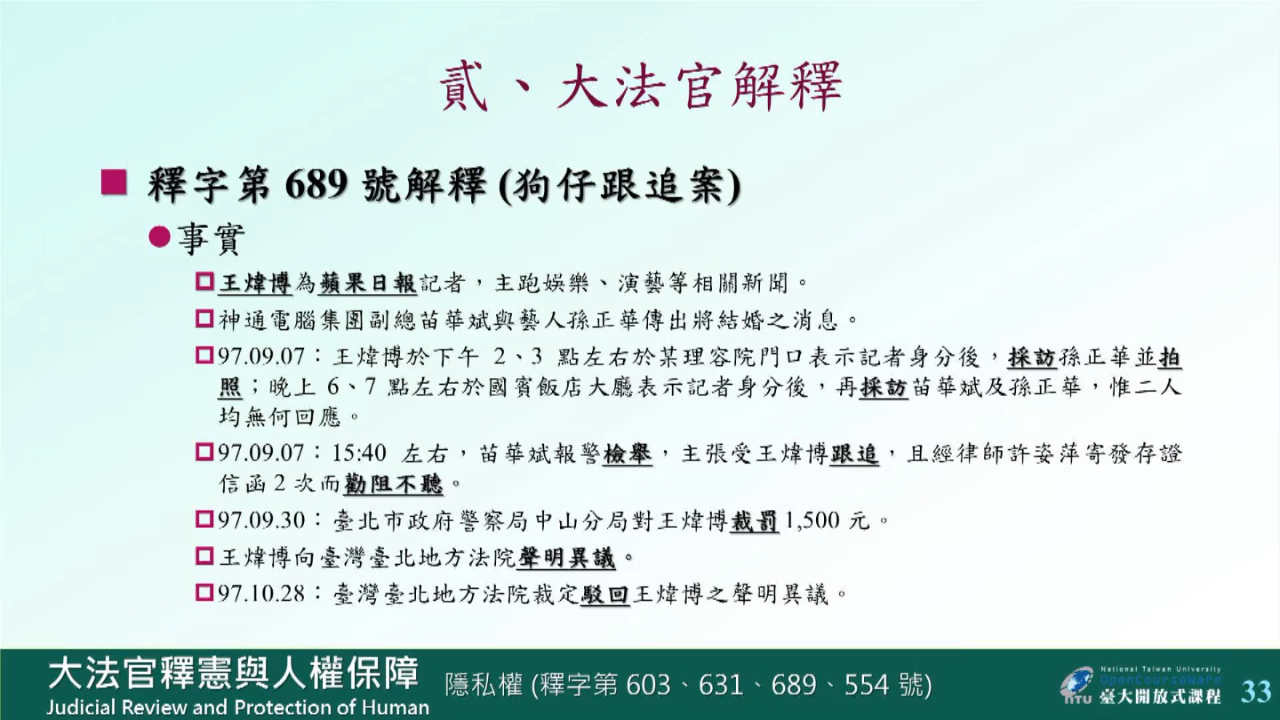 貳、大法官解釋
釋字第 689 號解釋 (狗仔跟追案)
事實
王煒博為蘋果日報記者，主跑娛樂、演藝等相關新聞。
神通電腦集團副總苗華斌與藝人孫正華傳出將結婚之消息。
97.09.07：王煒博於下午 2、3 點左右於某理容院門口表示記者身分後，採訪孫正華並拍
照；晚上 6、7 點左右於國賓飯店大廳表示記者身分後，再採訪苗華斌及孫正華，惟二人
均無何回應。
97.09.07：15:40 左右，苗華斌報警檢舉，主張受王煒博跟追，且經律師許姿萍寄發存證
信函 2 次而勸阻不聽。
97.09.30：臺北市政府警察局中山分局對王煒博裁罰 1,500 元。
王煒博向臺灣臺北地方法院聲明異議。
97.10.28：臺灣臺北地方法院裁定駁回王煒博之聲明異議。
大法官釋憲與人權保障
Judicial Review and Protection of Human
隱私權 (釋字第 603、631、689、554 號)
National Taiwan University
OpenCourseware
NTU 臺大開放式課程
33